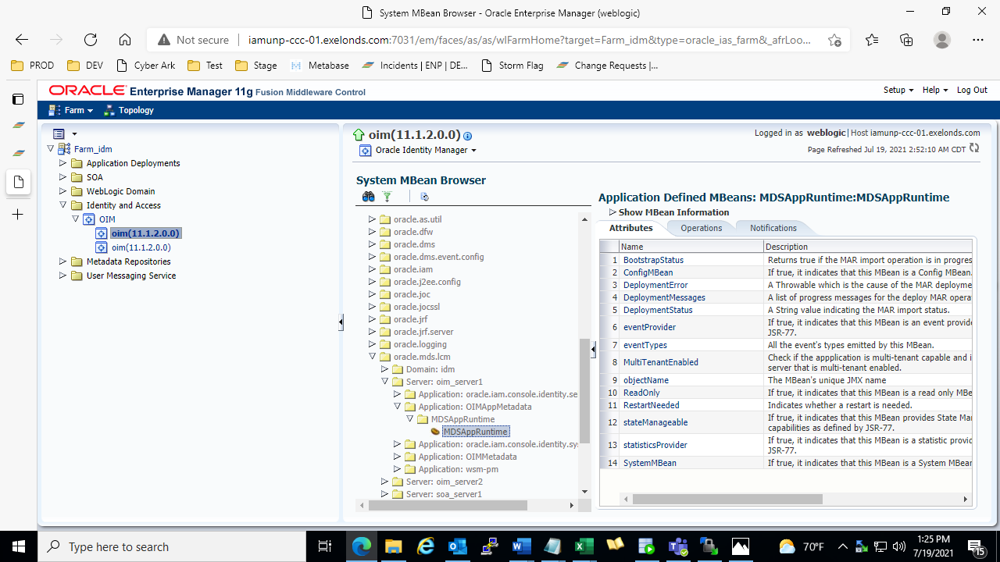 System MBean Browser - Oracle Enterprise Manager (weblogic)
Not secure iamunp-ccc-01.exelonds.com:7031/em/faces/as/as/wlFarmHome?target=Farm_idm&type=oracle_ias_farm&_afrLoo...
PROD DEV Cyber Ark Test Stage Metabase Incidents | ENP | DE... Storm Flag Change Requests |...
ORACLE Enterprise Manager 11g Fusion Middleware Control
Setup Help Log Out
Farm Topology
Farm_idm
Application Deployments
SOA
WebLogic Domain
Identity and Access
OIM
oim(11.1.2.0.0)
oim(11.1.2.0.0)
Metadata Repositories
User Messaging Service
oim(11.1.2.0.0)
Oracle Identity Manager
Logged in as weblogic | Host iamunp-ccc-01.exelonds.com
Page Refreshed Jul 19, 2021 2:52:10 AM CDT
System MBean Browser
oracle.as.util
oracle.dfw
oracle.dms
oracle.dms.event.config
oracle.iam
oracle.j2ee.config
oracle.joc
oracle.jocssl
oracle.jrf
oracle.jrf.server
oracle.logging
oracle.mds.lcm
Domain: idm
Server: oim_server1
Application: oracle.iam.console.identity.se
Application: OIMAppMetadata
MDSAppRuntime
MDSAppRuntime
Application: oracle.iam.console.identity.sy
Application: OIMMetadata
Application: wsm-pm
Server: oim_server2
Server: soa_server1
Application Defined MBeans: MDSAppRuntime:MDSAppRuntime
Show MBean Information
Attributes Operations Notifications
Name Description
1 BootstrapStatus Returns true if the MAR import operation is in progres
2 ConfigMBean If true, it indicates that this MBean is a Config MBean.
3 DeploymentError A Throwable which is the cause of the MAR deployme
4 DeploymentMessages A list of progress messages for the deploy MAR opera
5 DeploymentStatus A String value indicating the MAR import status.
6 eventProvider If true, it indicates that this MBean is an event provide
JSR-77.
7 eventTypes All the event's types emitted by this MBean.
8 MultiTenantEnabled Check if the appplication is multi-tenant capable and i
server that is multi-tenant enabled.
9 objectName The MBean's unique JMX name
10 ReadOnly If true, it indicates that this MBean is a read only MBe
11 RestartNeeded Indicates whether a restart is needed.
12 stateManageable If true, it indicates that this MBean provides State Mar
capabilities as defined by JSR-77.
13 statisticsProvider If true, it indicates that this MBean is a statistic provic
JSR-77.
14 SystemMBean If true, it indicates that this MBean is a System MBear
Type here to search
70°F
1:25 PM
7/19/2021
15